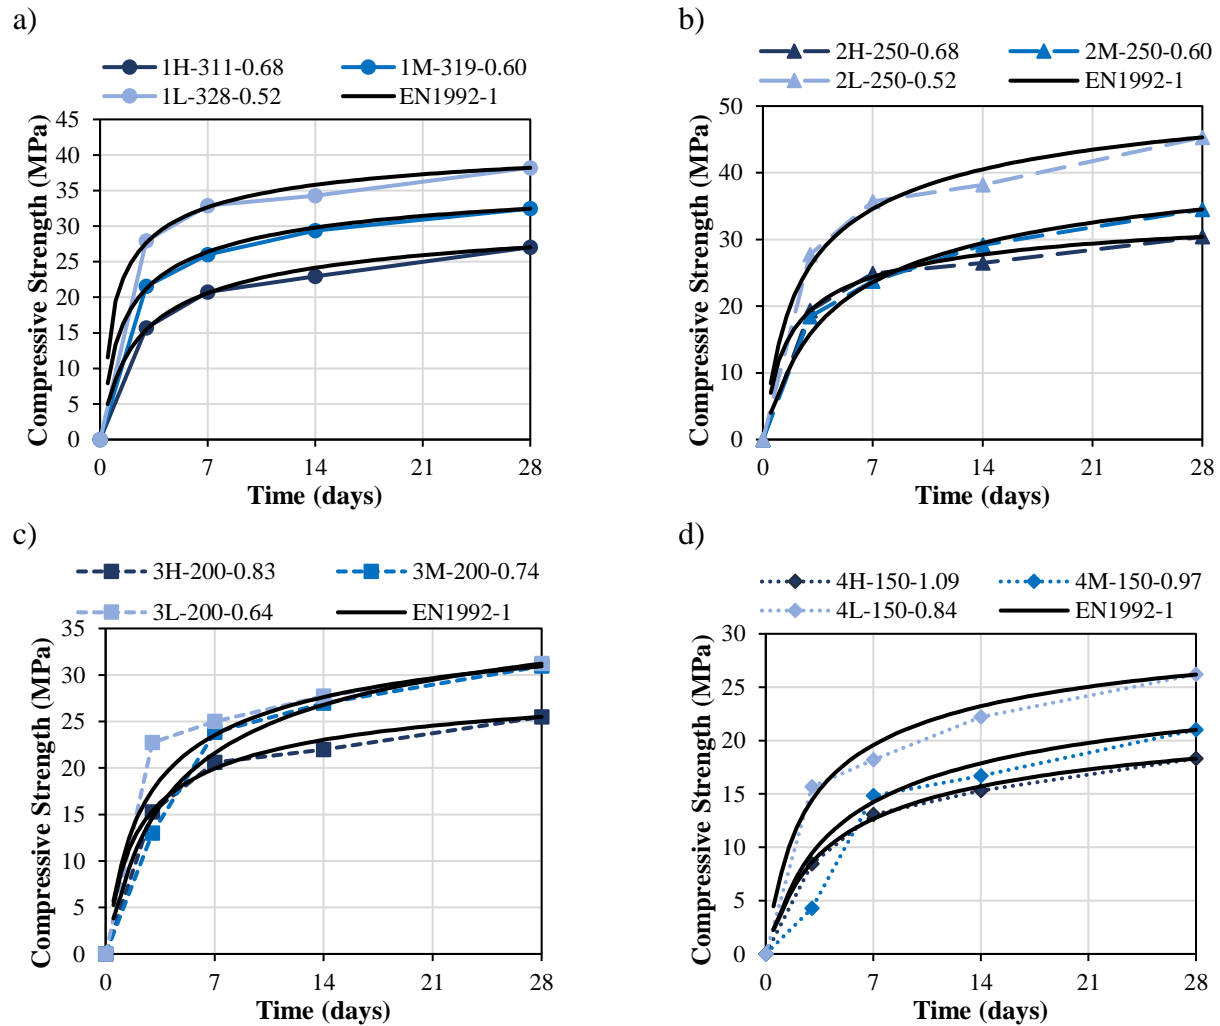 a)
1H-311-0.68 1M-319-0.60
1L-328-0.52 EN1992-1
Compressive Strength (MPa)
45
40
35
30
25
20
15
10
5
0
0 7 14 21 28
Time (days)
b)
2H-250-0.68 2M-250-0.60
2L-250-0.52 EN1992-1
Compressive Strength (MPa)
50
40
30
20
10
0
0 7 14 21 28
Time (days)
c)
3H-200-0.83 3M-200-0.74
3L-200-0.64 EN1992-1
Compressive Strength (MPa)
35
30
25
20
15
10
5
0
0 7 14 21 28
Time (days)
d)
4H-150-1.09 4M-150-0.97
4L-150-0.84 EN1992-1
Compressive Strength (MPa)
30
25
20
15
10
5
0
0 7 14 21 28
Time (days)